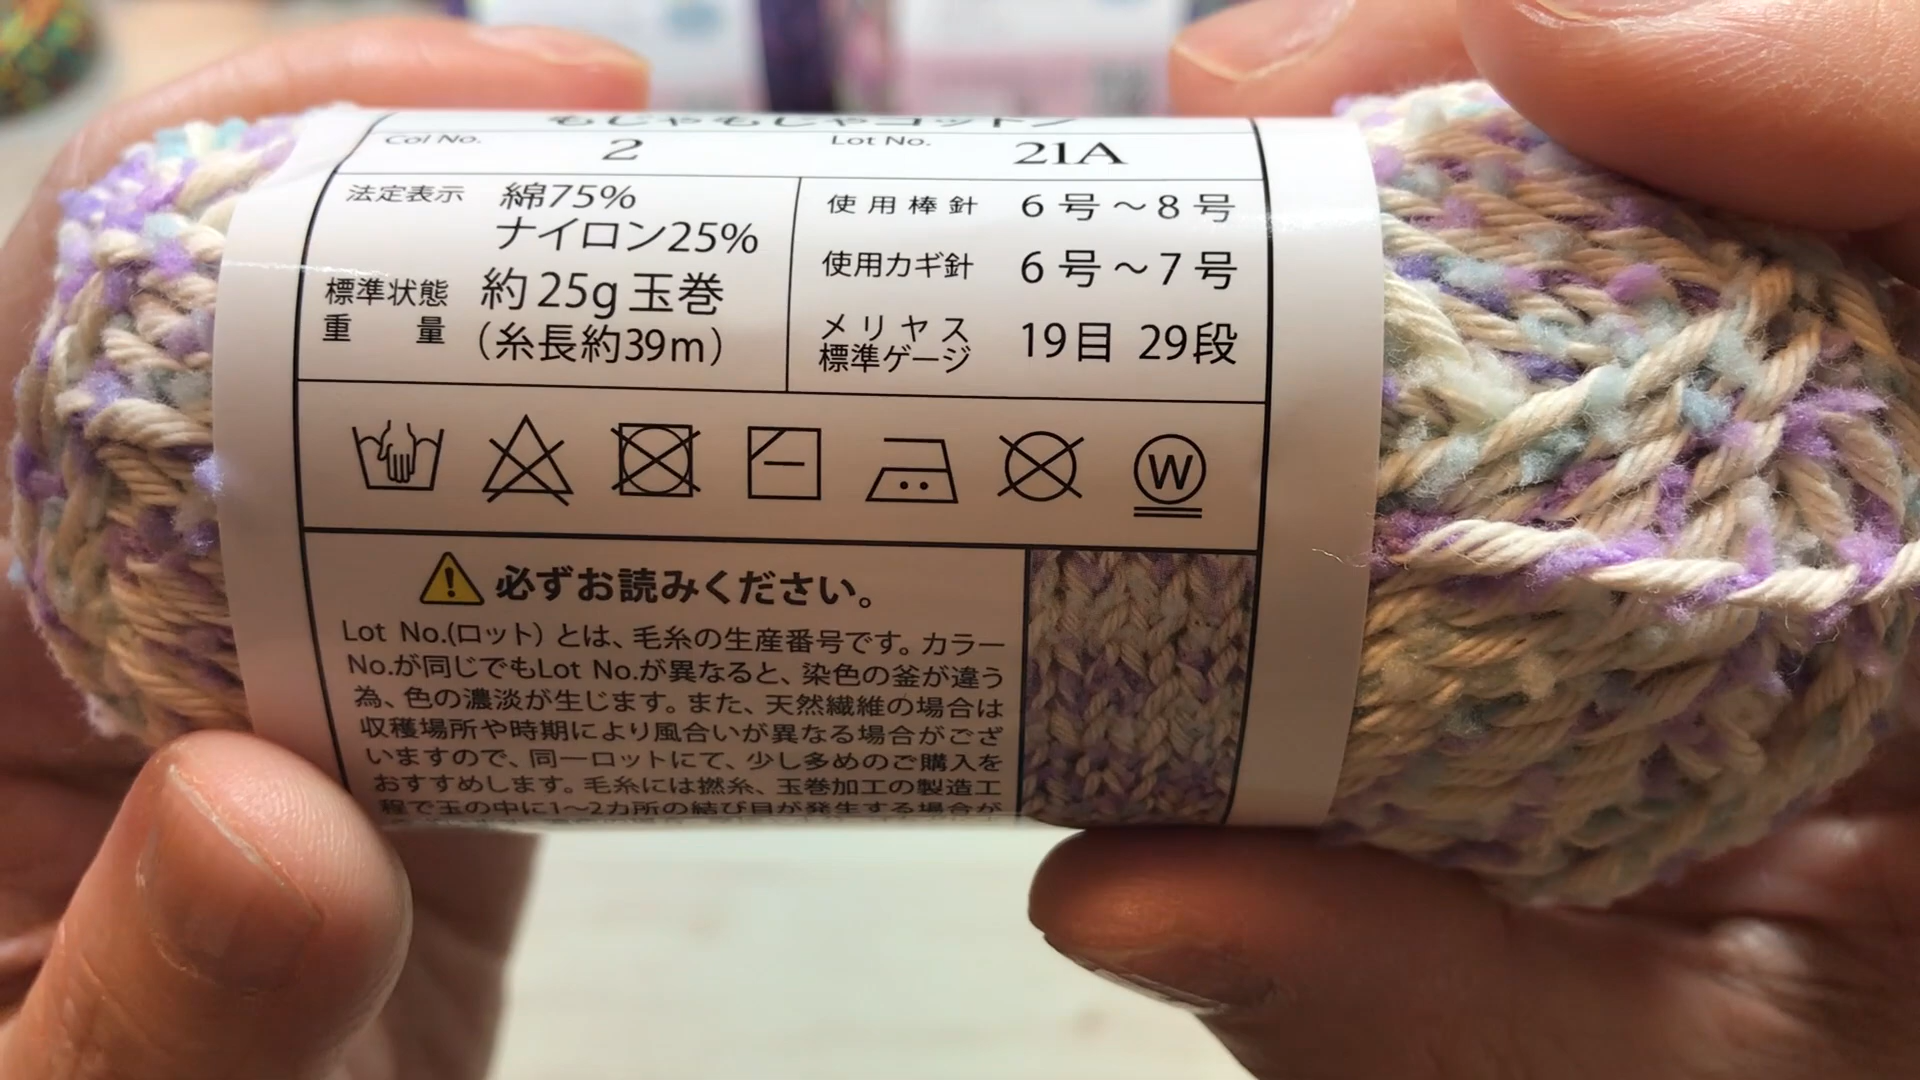 もじゃもじゃコットン
Col No. 2 Lot No. 21A
法定表示 綿75%
ナイロン25%
標準状態重量 約25g玉巻
（糸長約39m）
使用棒針 6号～8号
使用カギ針 6号～7号
メリヤス標準ゲージ 19目 29段
W
必ずお読みください。
Lot No.(ロット）とは、毛糸の生産番号です。カラー
No.が同じでもLot No.が異なると、染色の釜が違う
為、色の濃淡が生じます。また、天然繊維の場合は
収穫場所や時期により風合いが異なる場合がござ
いますので、同一ロットにて、少し多めのご購入を
おすすめします。毛糸には撚糸、玉巻加工の製造工
程で玉の中に1～2カ所の結び目が発生する場合が